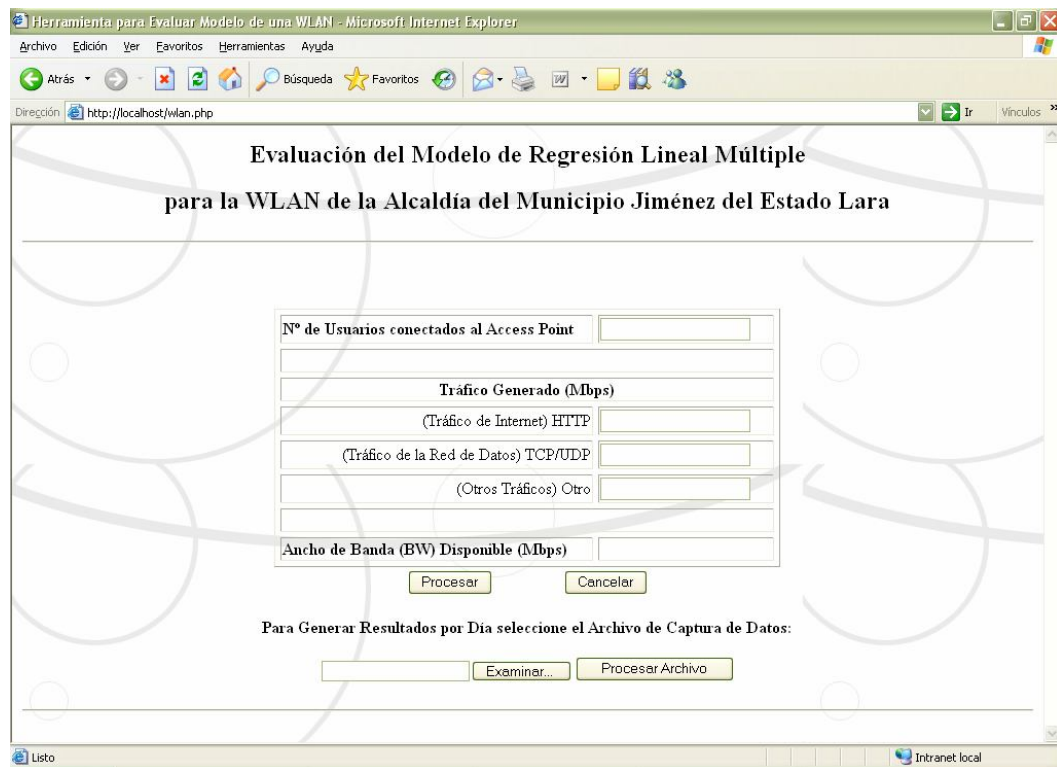 Herramienta para Evaluar Modelo de una WLAN - Microsoft Internet Explorer
Archivo Edición Ver Favoritos Herramientas Ayuda
Atrás Búsqueda Favoritos
Dirección http://localhost/wlan.php Ir Vínculos »
Evaluación del Modelo de Regresión Lineal Múltiple
para la WLAN de la Alcaldía del Municipio Jiménez del Estado Lara
Nº de Usuarios conectados al Access Point
Tráfico Generado (Mbps)
(Tráfico de Internet) HTTP
(Tráfico de la Red de Datos) TCP/UDP
(Otros Tráficos) Otro
Ancho de Banda (BW) Disponible (Mbps)
Procesar Cancelar
Para Generar Resultados por Día seleccione el Archivo de Captura de Datos:
Examinar... Procesar Archivo
Listo Intranet local